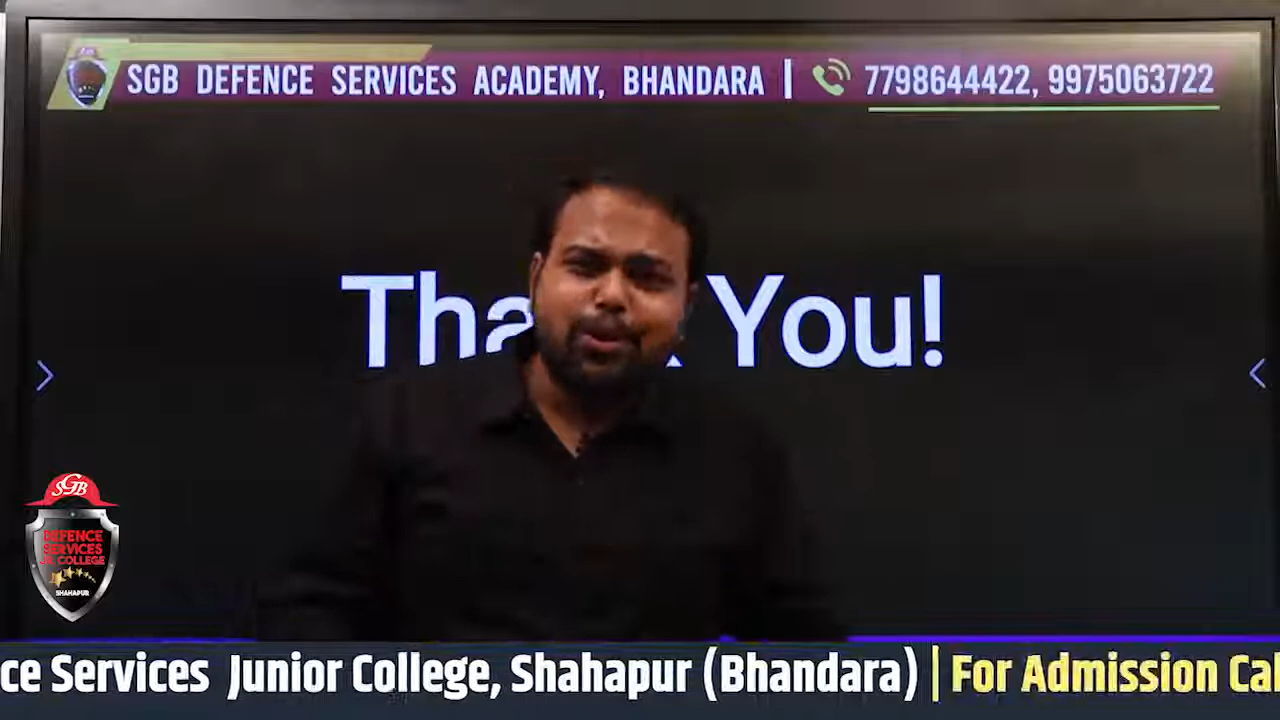 SGB DEFENCE SERVICES ACADEMY, BHANDARA | 7798644422, 9975063722
Tha k You!
SGB
DEFENCE
SERVICES
JR. COLLEGE
SHAHAPUR
ce Services Junior College, Shahapur (Bhandara) | For Admission Cal